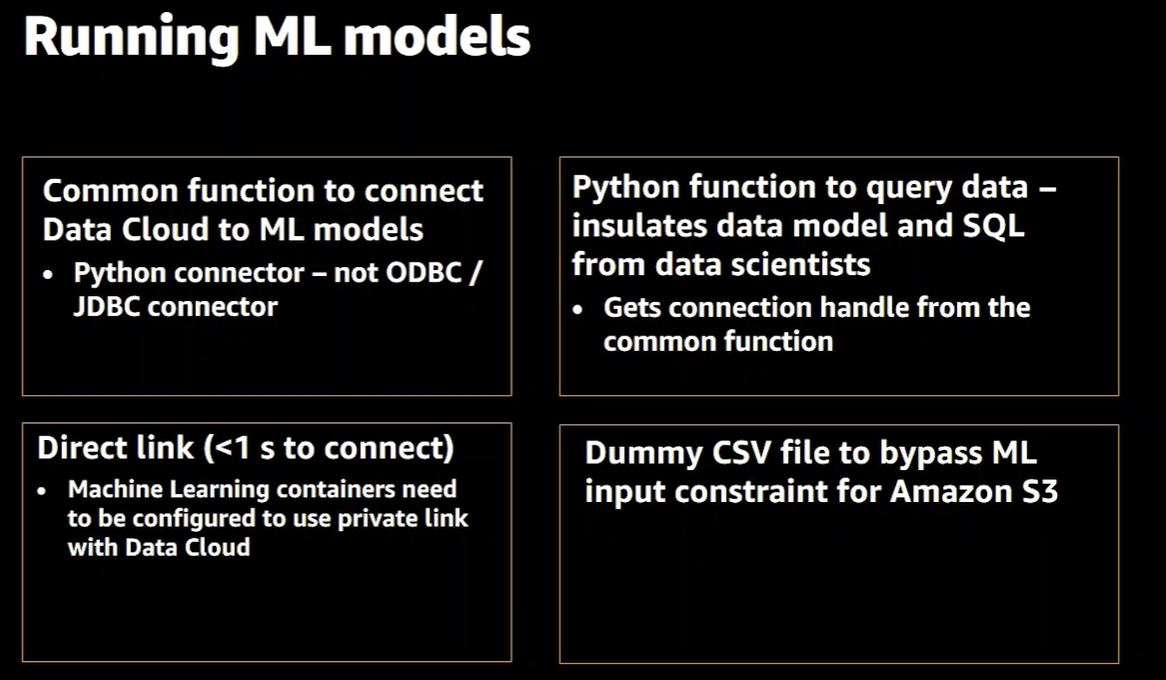 Running ML models
Common function to connect
Data Cloud to ML models
• Python connector – not ODBC /
JDBC connector
Python function to query data –
insulates data model and SQL
from data scientists
• Gets connection handle from the
common function
Direct link (<1 s to connect)
• Machine Learning containers need
to be configured to use private link
with Data Cloud
Dummy CSV file to bypass ML
input constraint for Amazon S3